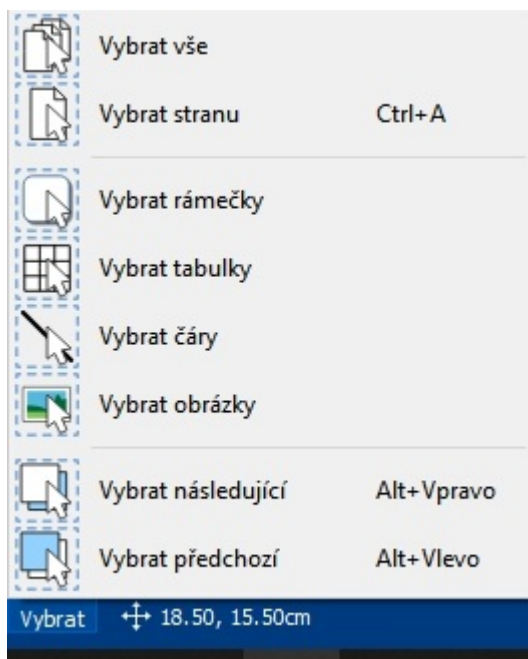 Vybrat vše
Vybrat stranu Ctrl+A
Vybrat rámečky
Vybrat tabulky
Vybrat čáry
Vybrat obrázky
Vybrat následující Alt+Vpravo
Vybrat předchozí Alt+Vlevo
Vybrat 18.50, 15.50cm